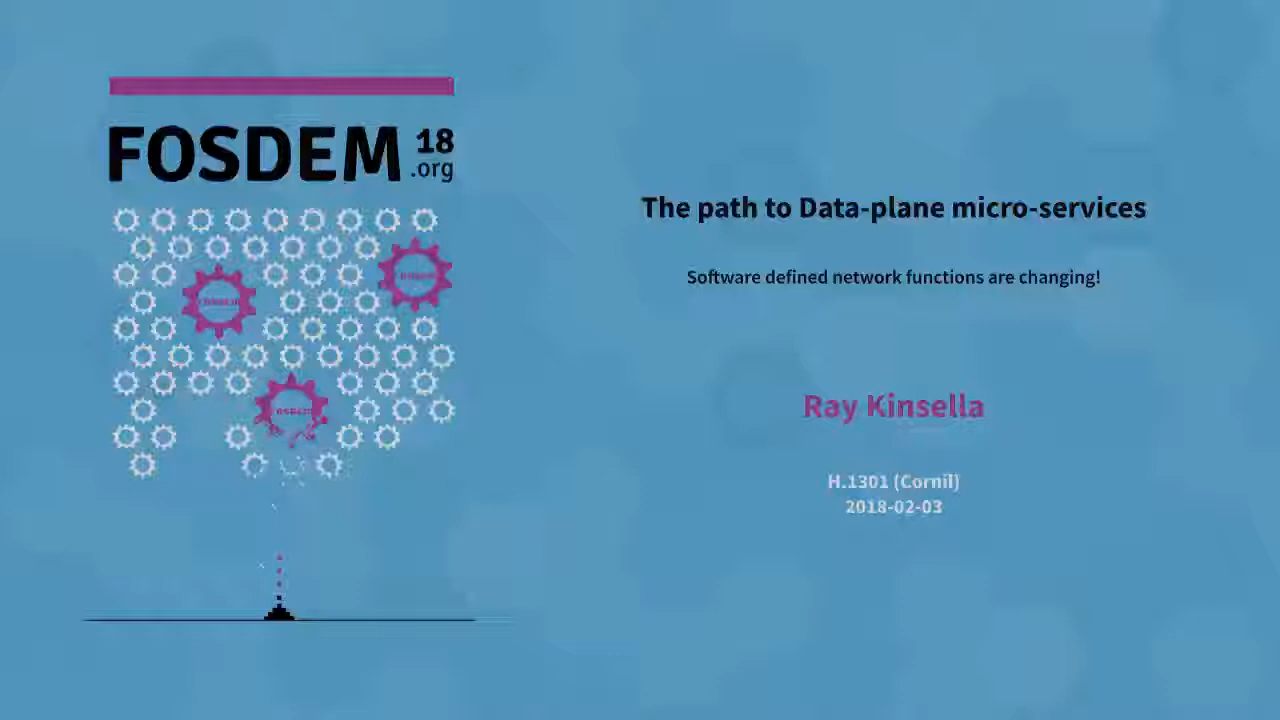 FOSDEM 18
.org
The path to Data-plane micro-services
Software defined network functions are changing!
Ray Kinsella
H.1301 (Cornil)
2018-02-03